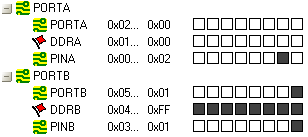 PORTA
PORTA 0x02... 0x00
DDRA 0x01... 0x00
PINA 0x00... 0x02
PORTB
PORTB 0x05... 0x01
DDRB 0x04... 0xFF
PINB 0x03... 0x01